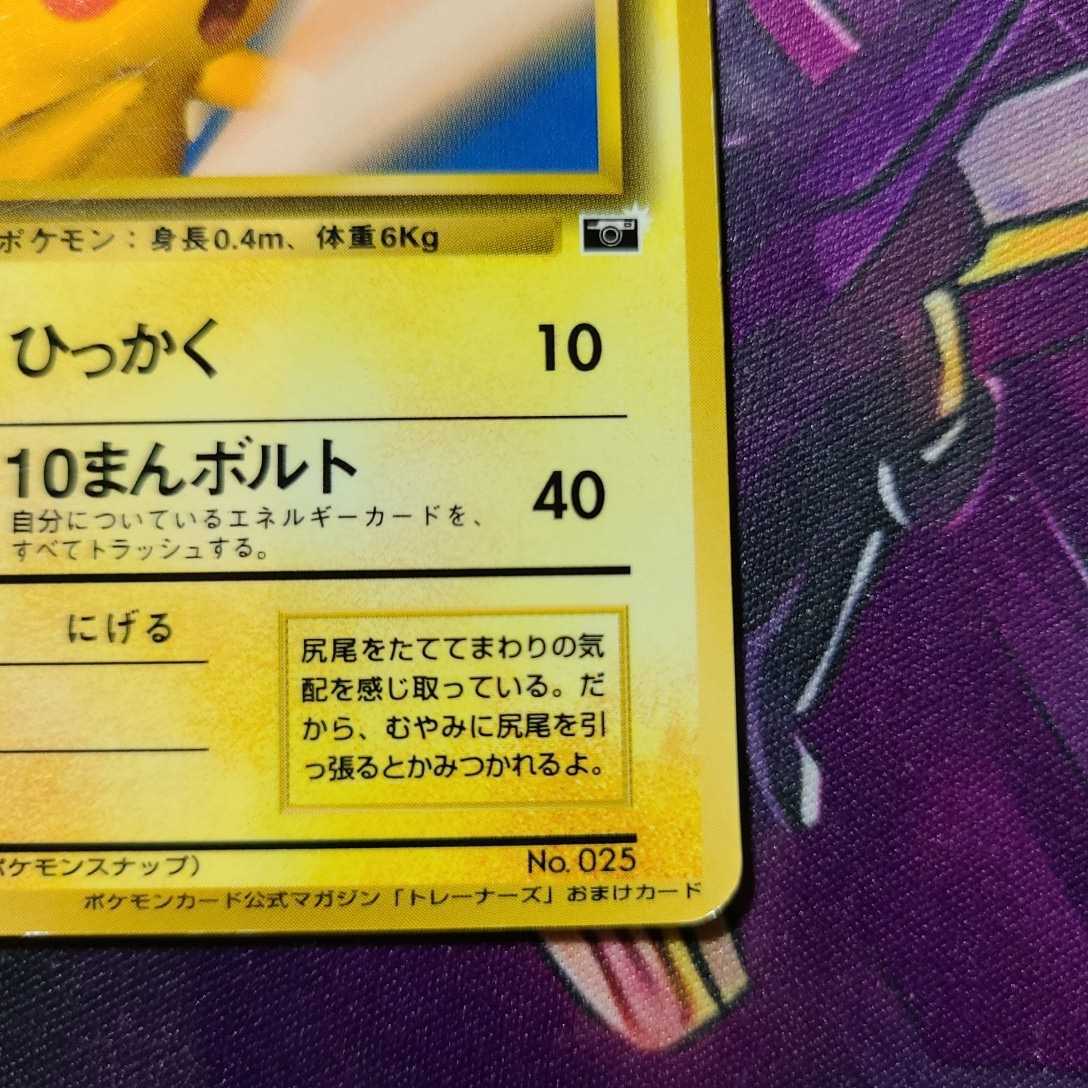 ポケモン：身長0.4m、体重6Kg
ひっかく 10
10まんボルト 40
自分についているエネルギーカードを、
すべてトラッシュする。
にげる
尻尾をたててまわりの気
配を感じ取っている。だ
から、むやみに尻尾を引
っ張るとかみつかれるよ。
ポケモンスナップ）
No. 025
ポケモンカード公式マガジン「トレーナーズ」おまけカード